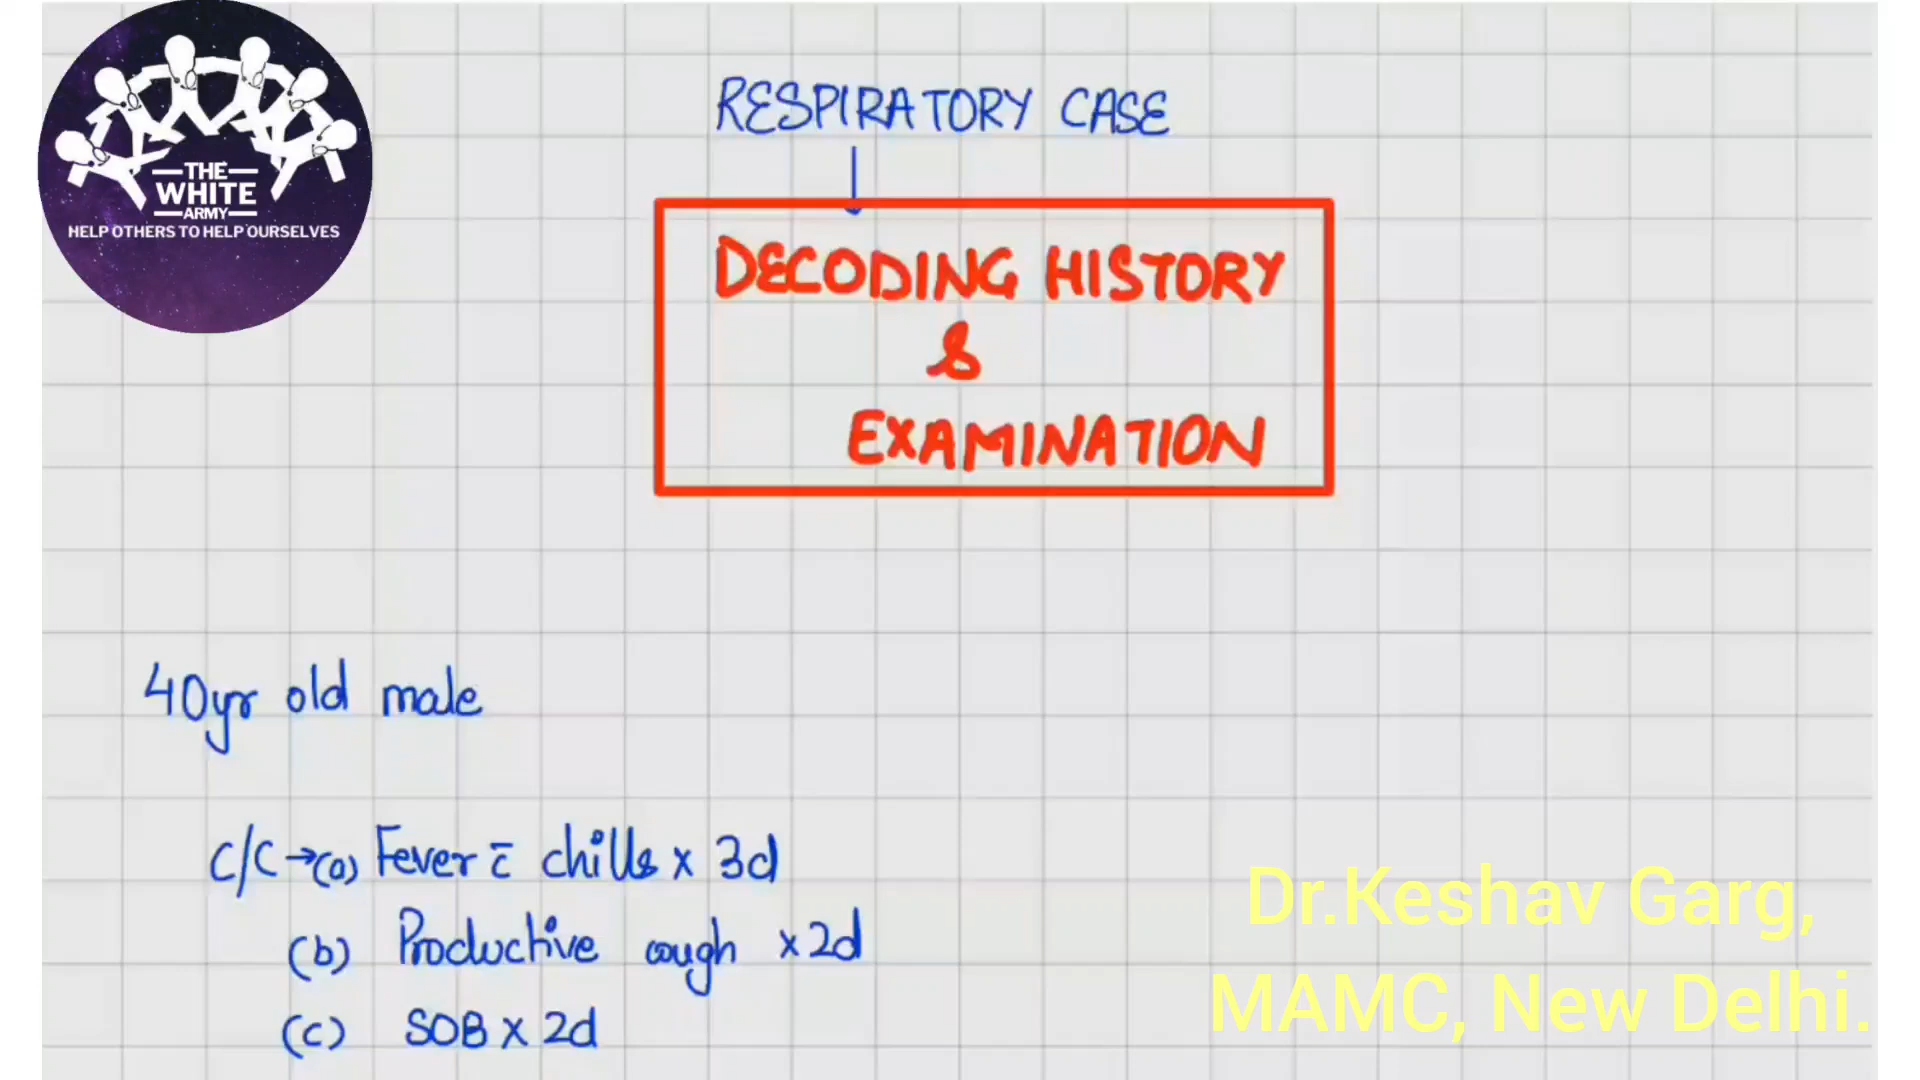 THE
WHITE
ARMY
HELP OTHERS TO HELP OURSELVES
RESPIRATORY CASE
DECODING HISTORY
&
EXAMINATION
40yr old male
C/C → (a) Fever c̄ chills x 3d
(b) Productive cough x 2d
(c) SOB x 2d
Dr.Keshav Garg,
MAMC, New Delhi.